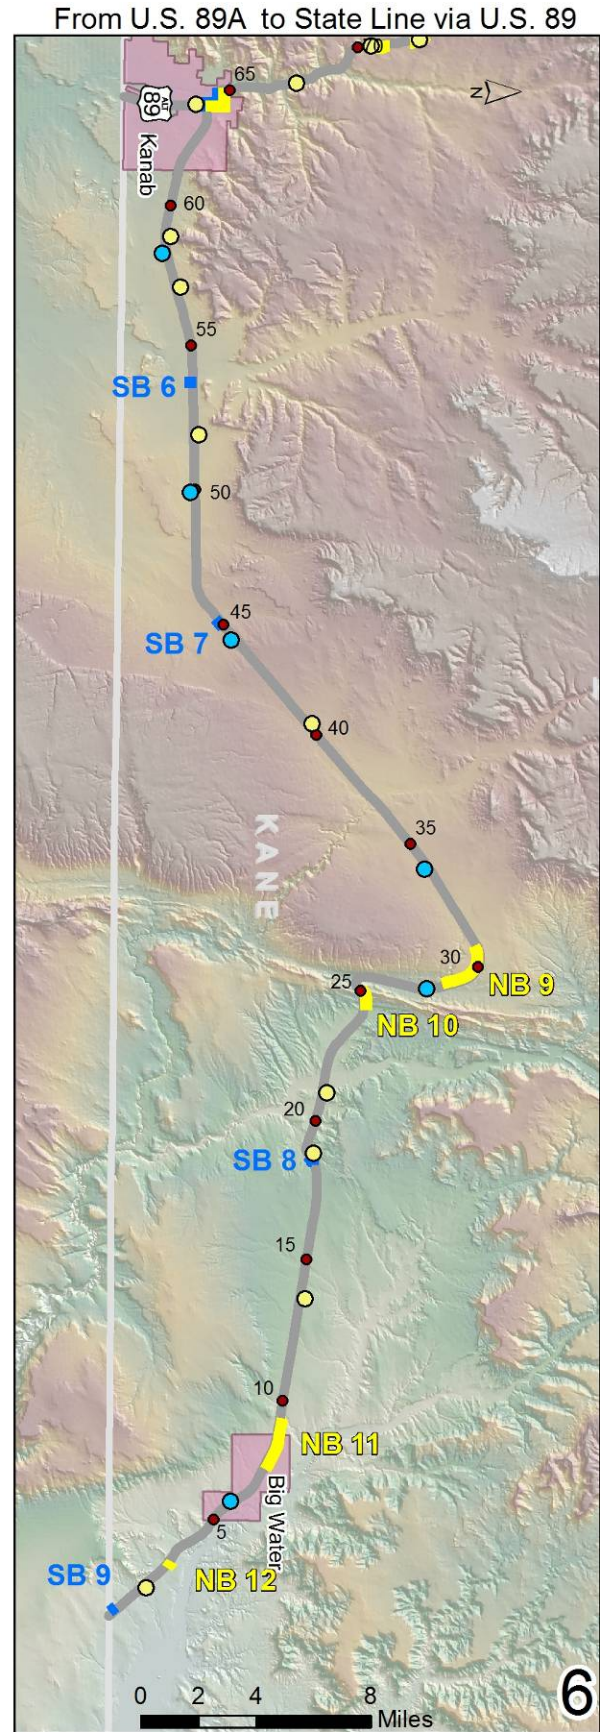 From U.S. 89A to State Line via U.S. 89
65
N
ALT
89
Kanab
60
55
SB 6
50
45
SB 7
40
35
KANE
30
25
NB 9
NB 10
20
SB 8
15
10
NB 11
Big Water
5
SB 9
NB 12
0 2 4 8
Miles
6